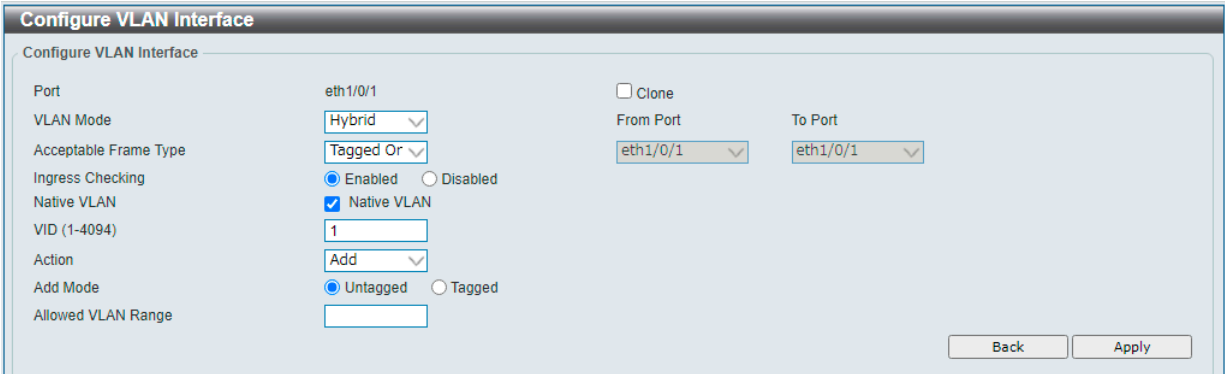 Configure VLAN Interface
Configure VLAN Interface
Port eth1/0/1 Clone
VLAN Mode Hybrid From Port To Port
Acceptable Frame Type Tagged Or eth1/0/1 eth1/0/1
Ingress Checking Enabled Disabled
Native VLAN Native VLAN
VID (1-4094) 1
Action Add
Add Mode Untagged Tagged
Allowed VLAN Range
Back Apply